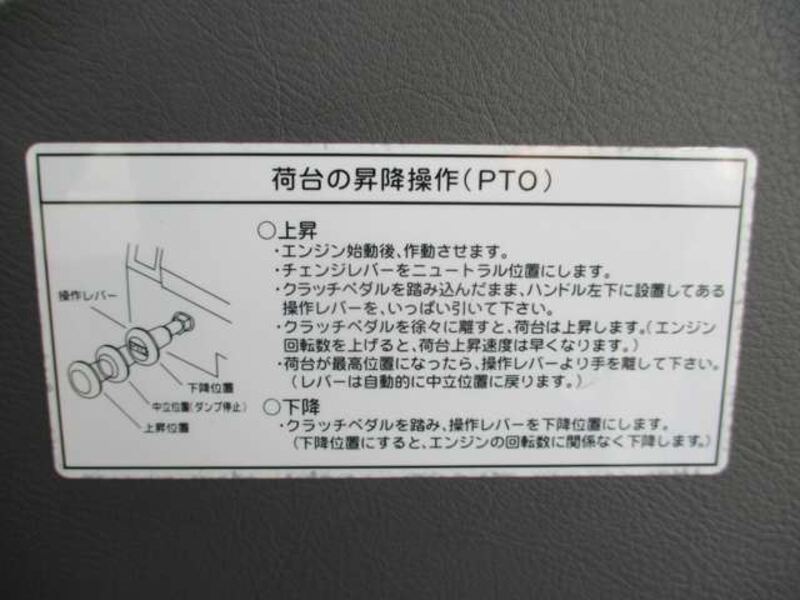 荷台の昇降操作(PTO)
○上昇
・エンジン始動後、作動させます。
・チェンジレバーをニュートラル位置にします。
・クラッチペダルを踏み込んだまま、ハンドル左下に設置してある
操作レバーを、いっぱい引いて下さい。
・クラッチペダルを徐々に離すと、荷台は上昇します。(エンジン
回転数を上げると、荷台上昇速度は早くなります。)
・荷台が最高位置になったら、操作レバーより手を離して下さい。
(レバーは自動的に中立位置に戻ります。)
○下降
・クラッチペダルを踏み、操作レバーを下降位置にします。
(下降位置にすると、エンジンの回転数に関係なく下降します。)
操作レバー
下降位置
中立位置(ダンプ停止)
上昇位置